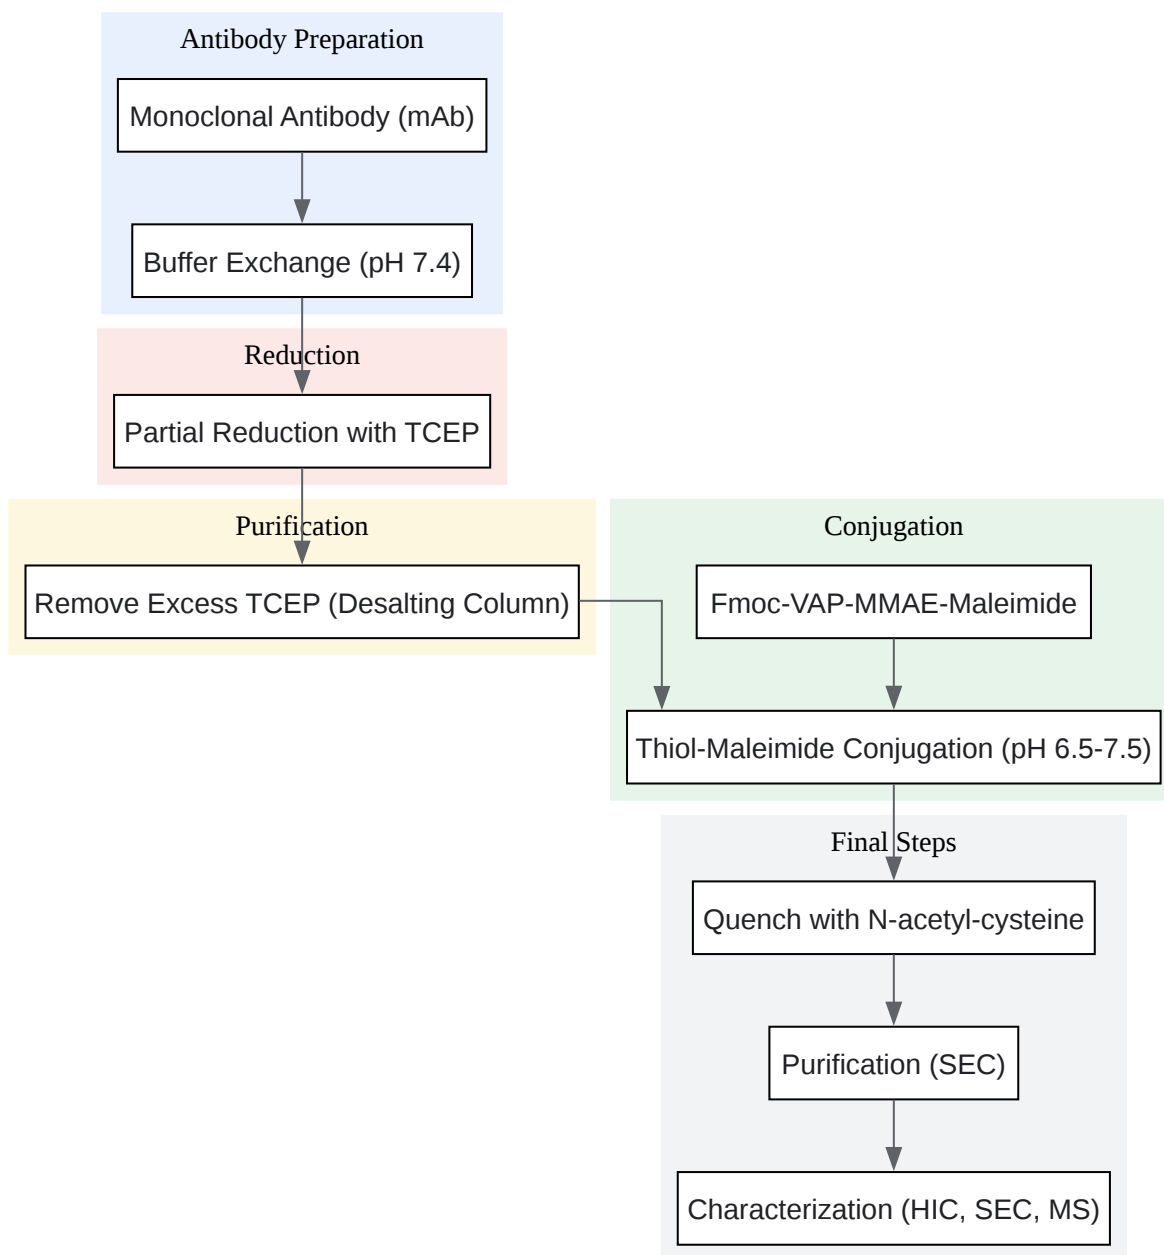 Antibody Preparation
Monoclonal Antibody (mAb)
Buffer Exchange (pH 7.4)
Reduction
Partial Reduction with TCEP
Purification
Remove Excess TCEP (Desalting Column)
Conjugation
Fmoc-VAP-MMAE-Maleimide
Thiol-Maleimide Conjugation (pH 6.5-7.5)
Final Steps
Quench with N-acetyl-cysteine
Purification (SEC)
Characterization (HIC, SEC, MS)